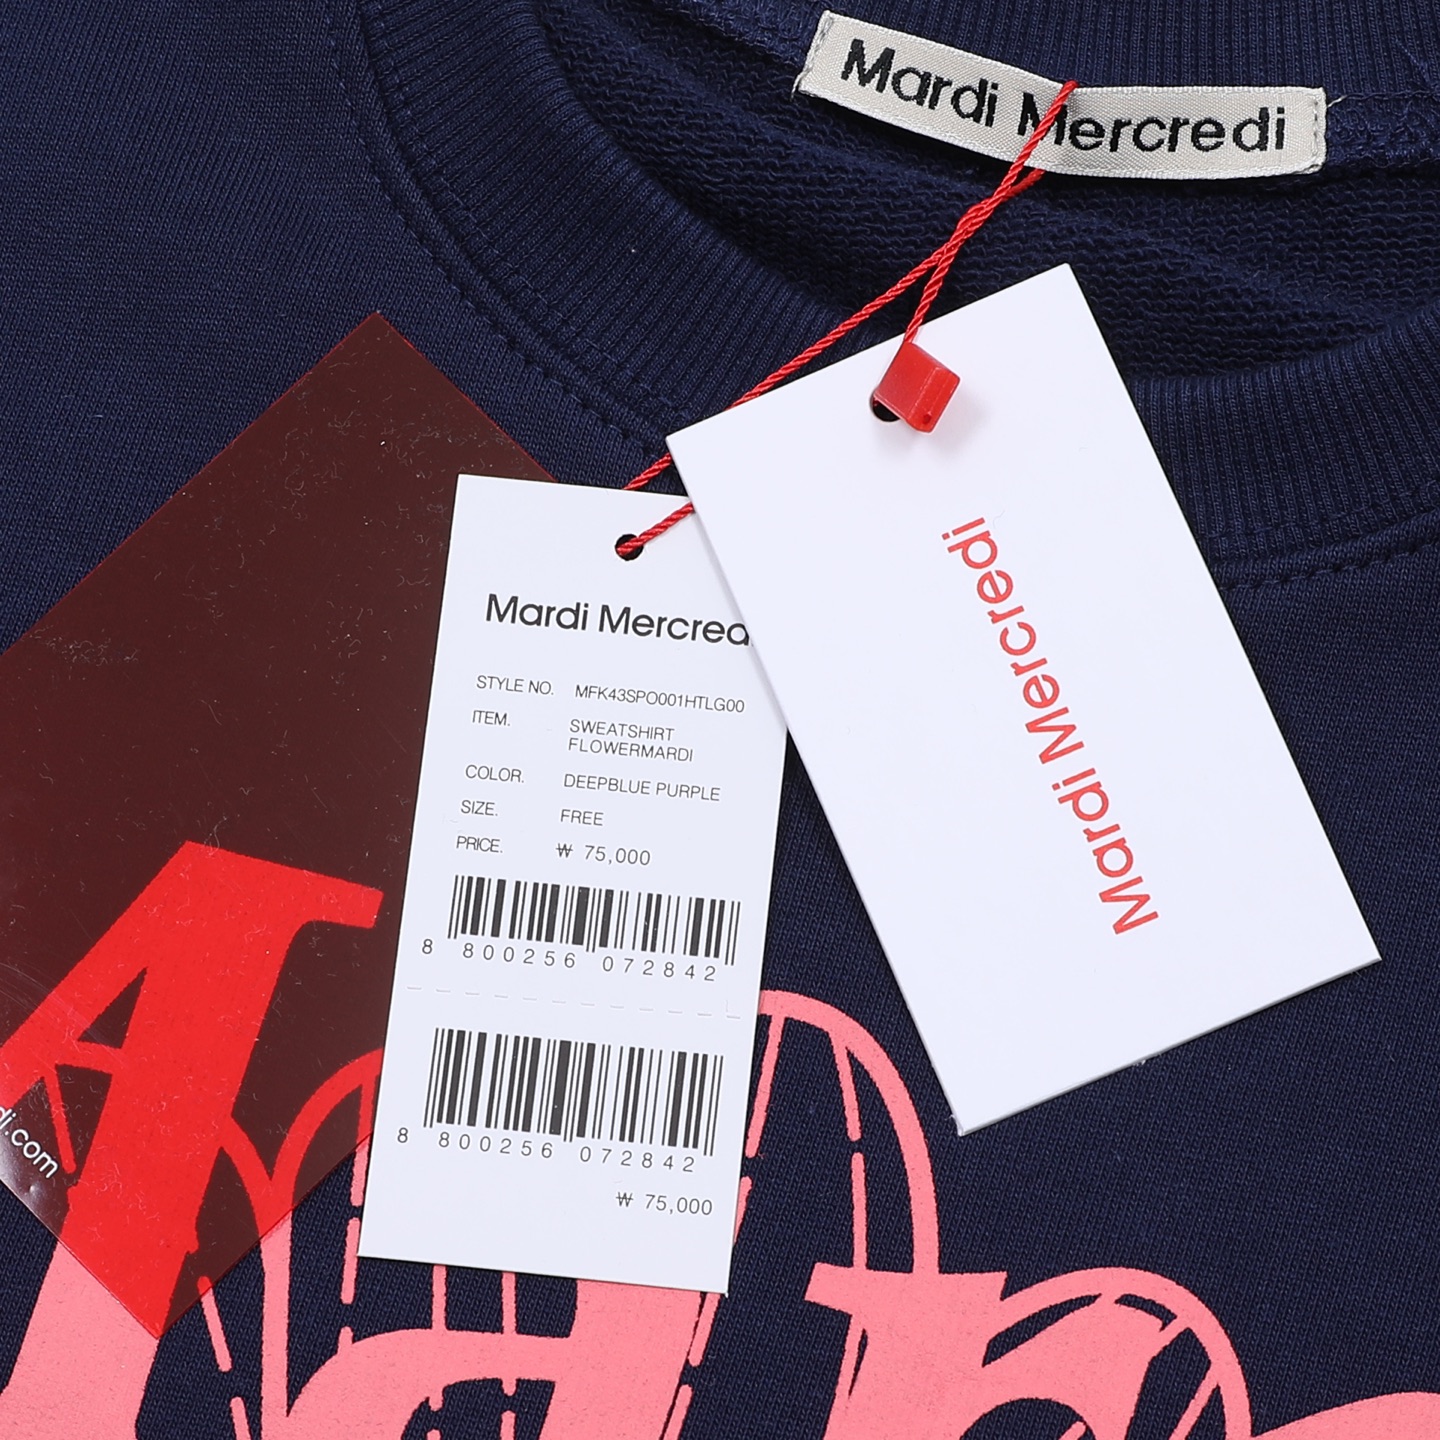 Mardi Mercredi
Mardi Mercredi
Mardi Mercred
STYLE NO. MFK43SPO001HTLG00
ITEM. SWEATSHIRT
FLOWERMARDI
COLOR. DEEPBLUE PURPLE
SIZE. FREE
PRICE. ₩ 75,000
8 800256 072842
8 800256 072842
₩ 75,000
di.com